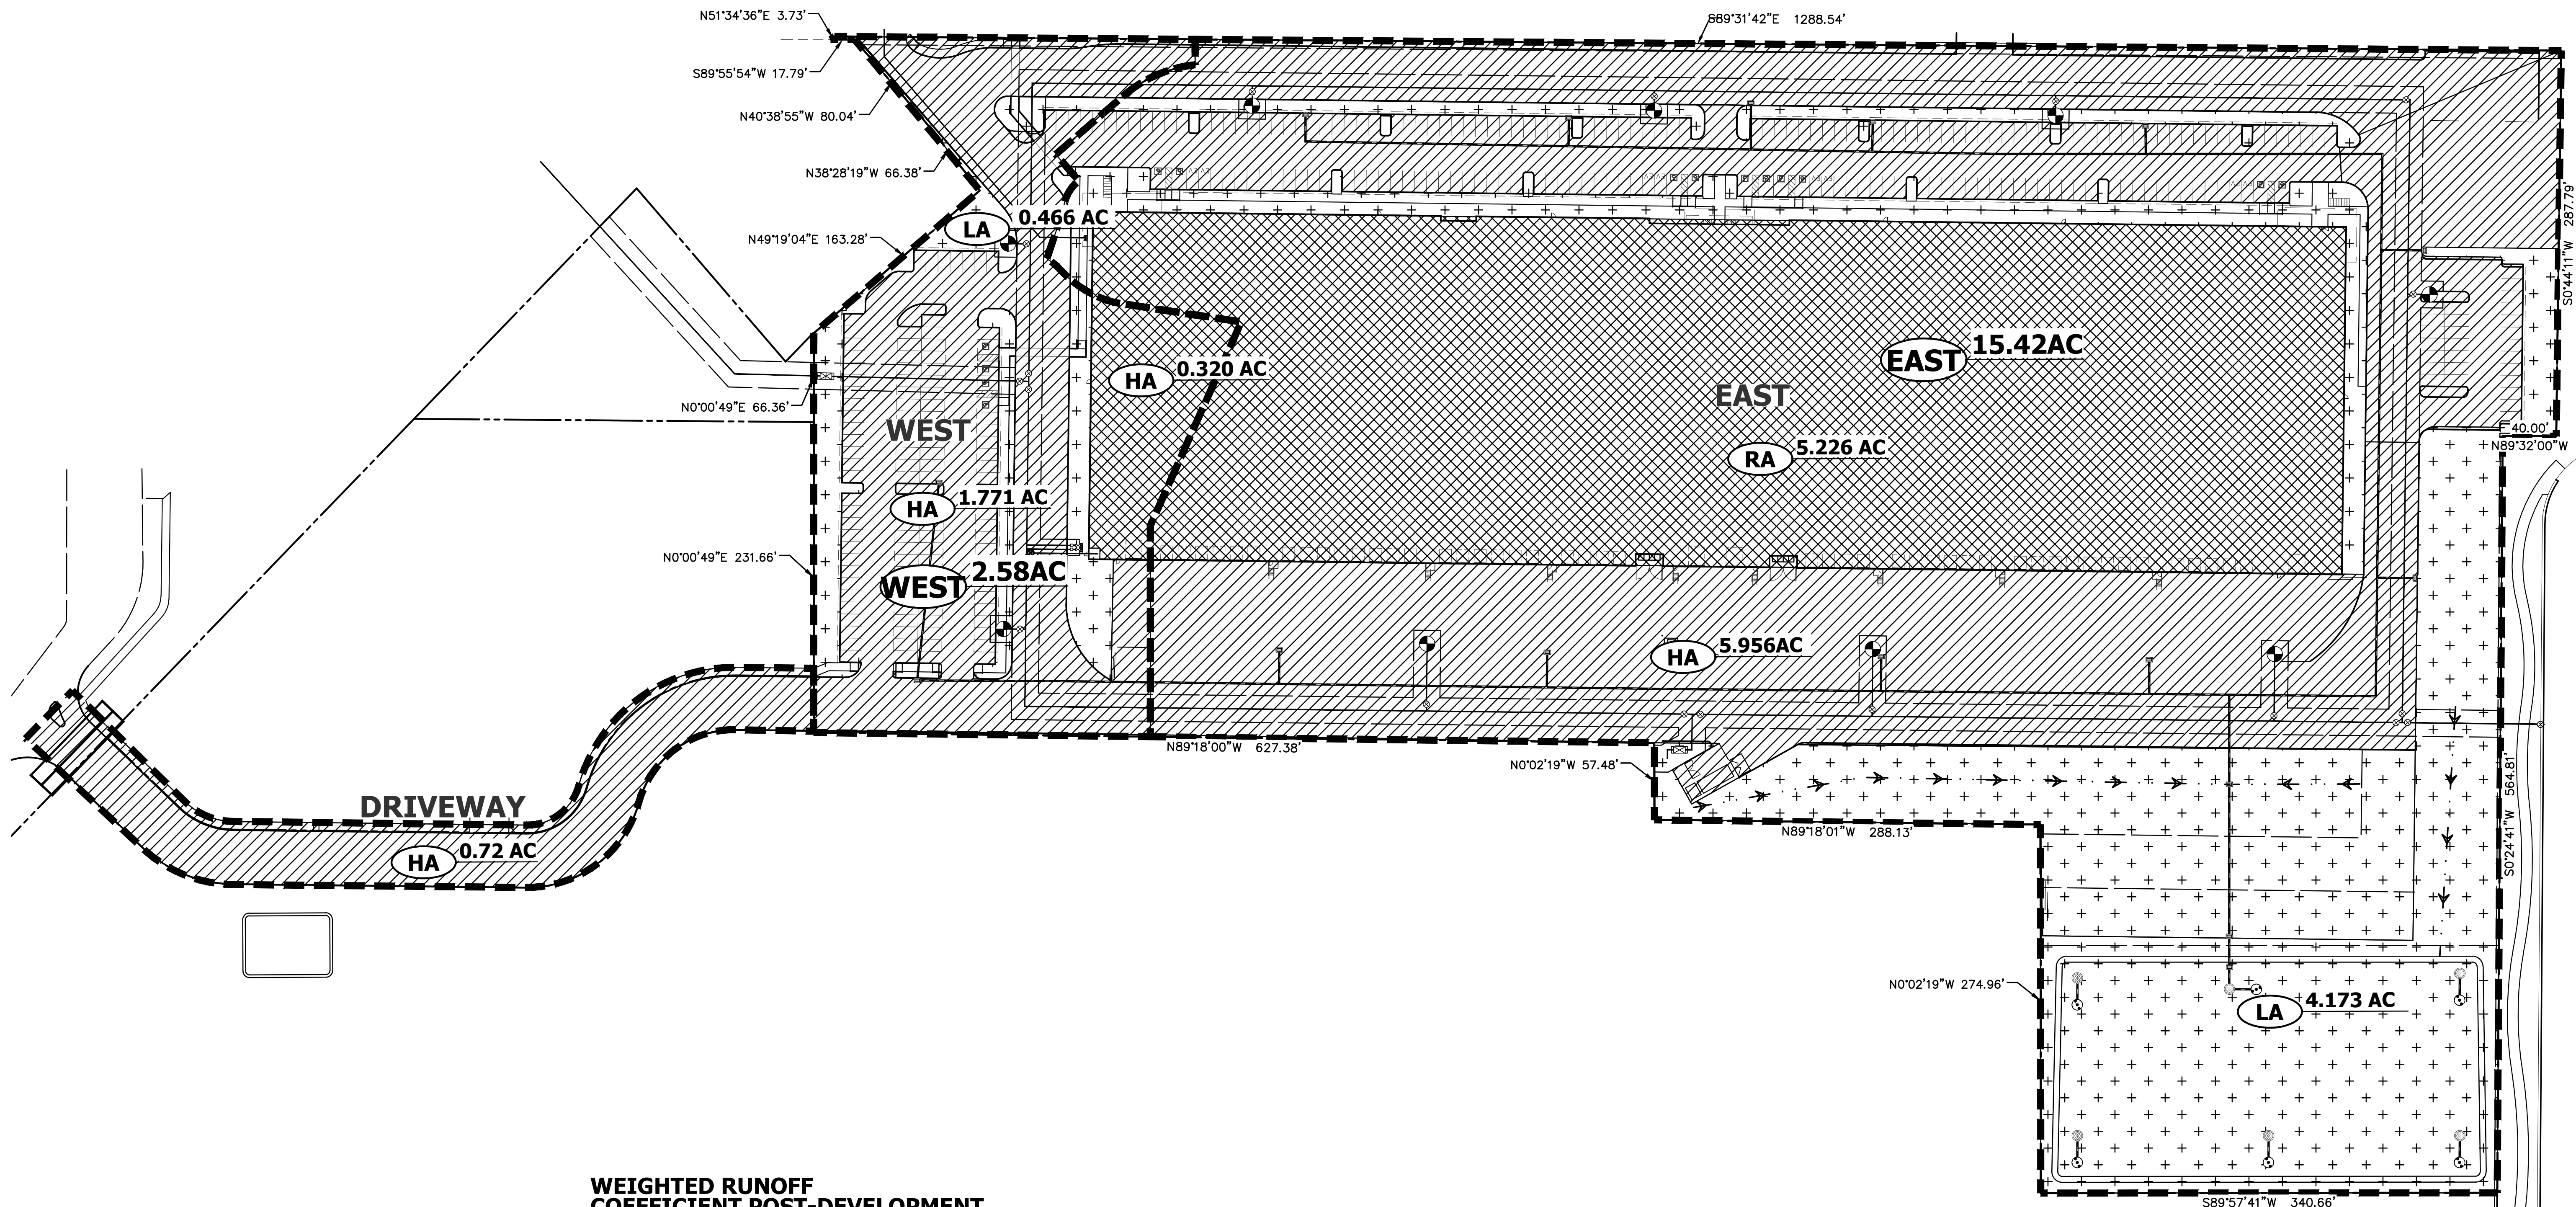 N51°34'36"E 3.73'
S89°31'42"E 1288.54'
S89°55'54"W 17.79'
N40°38'55"W 80.04'
N38°28'19"W 66.38'
S0°44'11"W 287.79'
LA 0.466 AC
N49°19'04"E 163.28'
EAST 15.42AC
HA 0.320 AC
EAST
N0°00'49"E 66.36'
WEST
40.00'
N89°32'00"W
RA 5.226 AC
HA 1.771 AC
N0°00'49"E 231.66'
WEST 2.58AC
HA 5.956AC
N89°18'00"W 627.38'
N0°02'19"W 57.48'
S0°24'41"W 564.81'
DRIVEWAY
N89°18'01"W 288.13'
HA 0.72 AC
N0°02'19"W 274.96'
LA 4.173 AC
WEIGHTED RUNOFF
COEFFICIENT POST-DEVELOPMENT
S89°57'41"W 340.66'